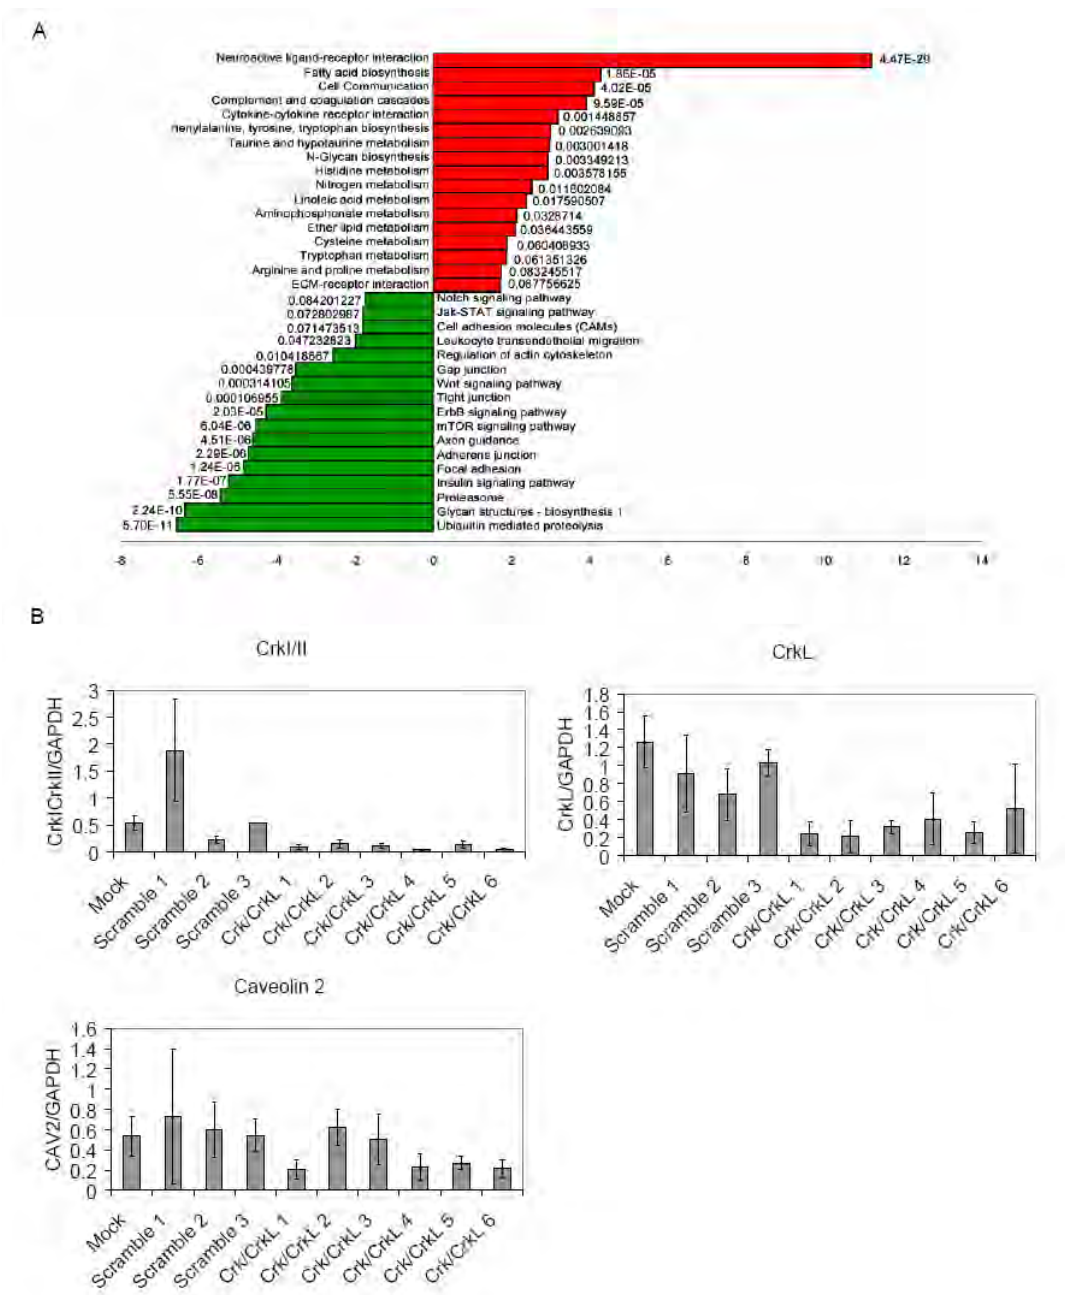 A
Neuroactive ligand-receptor interaction 4.47E-29
Fatty acid biosynthesis 1.86E-05
Cell Communication 4.02E-05
Complement and coagulation cascades 9.59E-05
Cytokine-cytokine receptor interaction 0.001448857
henylalanine, tyrosine, tryptophan biosynthesis 0.002639093
Taurine and hypotaurine metabolism 0.003001418
N-Glycan biosynthesis 0.003349213
Histidine metabolism 0.003578155
Nitrogen metabolism 0.011802084
Linoleic acid metabolism 0.017590507
Aminophosphonate metabolism 0.0328714
Ether lipid metabolism 0.036443559
Cysteine metabolism 0.060408933
Tryptophan metabolism 0.061351326
Arginine and proline metabolism 0.083245517
ECM-receptor interaction 0.087756625
0.084201227 Notch signaling pathway
0.072802987 Jak-STAT signaling pathway
0.071473513 Cell adhesion molecules (CAMs)
0.047232823 Leukocyte transendothelial migration
0.010418667 Regulation of actin cytoskeleton
0.000439778 Gap junction
0.000314105 Wnt signaling pathway
0.000106955 Tight junction
2.03E-05 ErbB signaling pathway
6.04E-06 mTOR signaling pathway
4.51E-06 Axon guidance
2.29E-06 Adherens junction
1.24E-06 Focal adhesion
1.77E-07 Insulin signaling pathway
5.55E-08 Proteasome
2.24E-10 Glycan structures - biosynthesis 1
5.70E-11 Ubiquitin mediated proteolysis
-8 -6 -4 -2 0 2 4 6 8 10 12 14
B
CrkI/II
CrkICrkII/GAPDH
3
2.5
2
1.5
1
0.5
0
Mock Scramble 1 Scramble 2 Scramble 3 Crk/CrkL 1 Crk/CrkL 2 Crk/CrkL 3 Crk/CrkL 4 Crk/CrkL 5 Crk/CrkL 6
CrkL
CrkL/GAPDH
1.8
1.6
1.4
1.2
1
0.8
0.6
0.4
0.2
0
Mock Scramble 1 Scramble 2 Scramble 3 Crk/CrkL 1 Crk/CrkL 2 Crk/CrkL 3 Crk/CrkL 4 Crk/CrkL 5 Crk/CrkL 6
Caveolin 2
CAV2/GAPDH
1.6
1.4
1.2
1
0.8
0.6
0.4
0.2
0
Mock Scramble 1 Scramble 2 Scramble 3 Crk/CrkL 1 Crk/CrkL 2 Crk/CrkL 3 Crk/CrkL 4 Crk/CrkL 5 Crk/CrkL 6